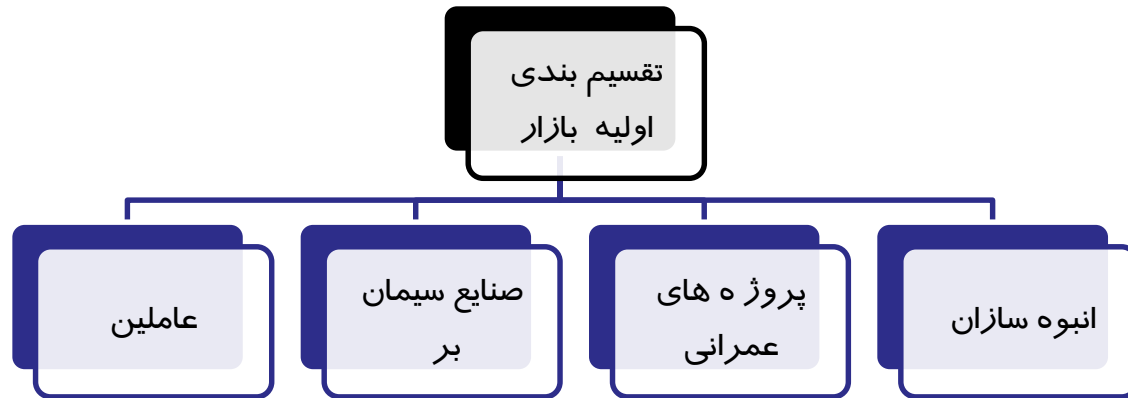 تقسیم بندی
اولیه بازار
انبوه سازان
پروژ ه های
عمرانی
صنایع سیمان
بر
عاملین